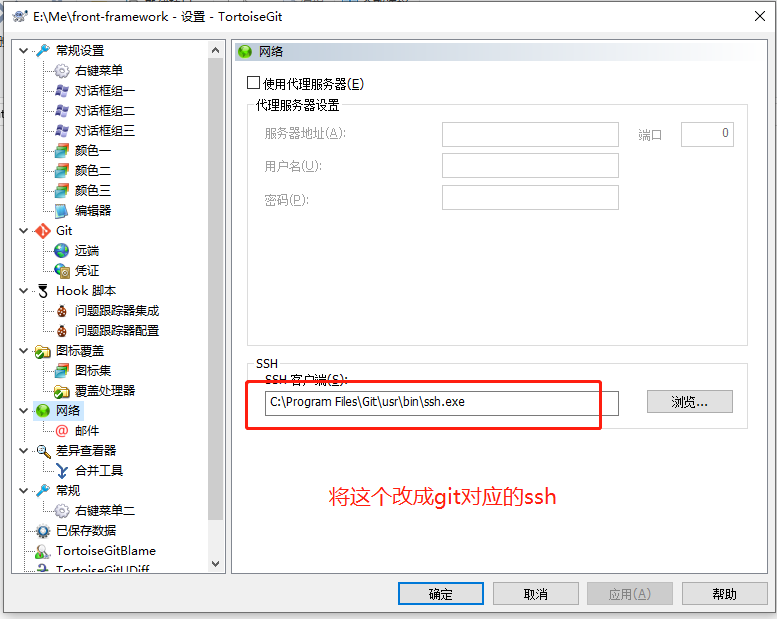 E:\Me\front-framework - 设置 - TortoiseGit
常规设置
右键菜单
对话框组一
对话框组二
对话框组三
颜色一
颜色二
颜色三
编辑器
Git
远端
凭证
Hook 脚本
问题跟踪器集成
问题跟踪器配置
图标覆盖
图标集
覆盖处理器
网络
邮件
差异查看器
合并工具
常规
右键菜单二
已保存数据
TortoiseGitBlame
TortoiseGitUDiff
网络
使用代理服务器(E)
代理服务器设置
服务器地址(A):
端口
0
用户名(U):
密码(P):
SSH
SSH 客户端(S):
C:\Program Files\Git\usr\bin\ssh.exe
浏览...
将这个改成git对应的ssh
确定
取消
应用(A)
帮助